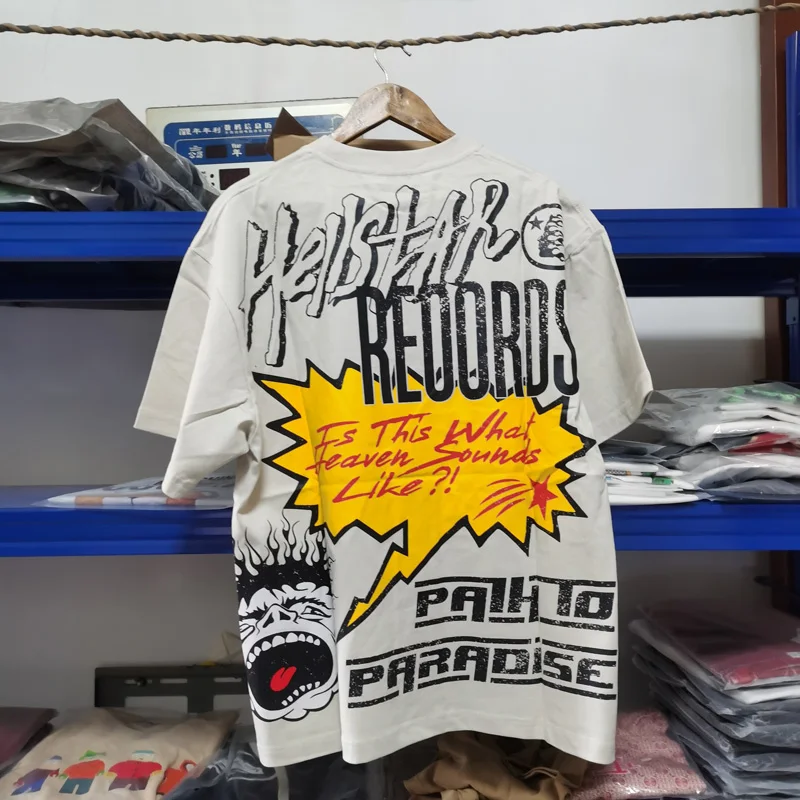 Hellstar
RECORDS
Is This What
Heaven Sounds
Like?!
PATH TO
PARADISE